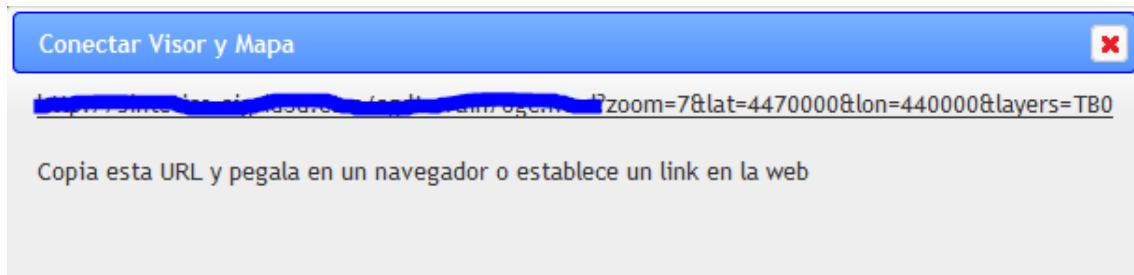 Conectar Visor y Mapa
?zoom=7&lat=4470000&lon=440000&layers=TB0
Copia esta URL y pegala en un navegador o establece un link en la web